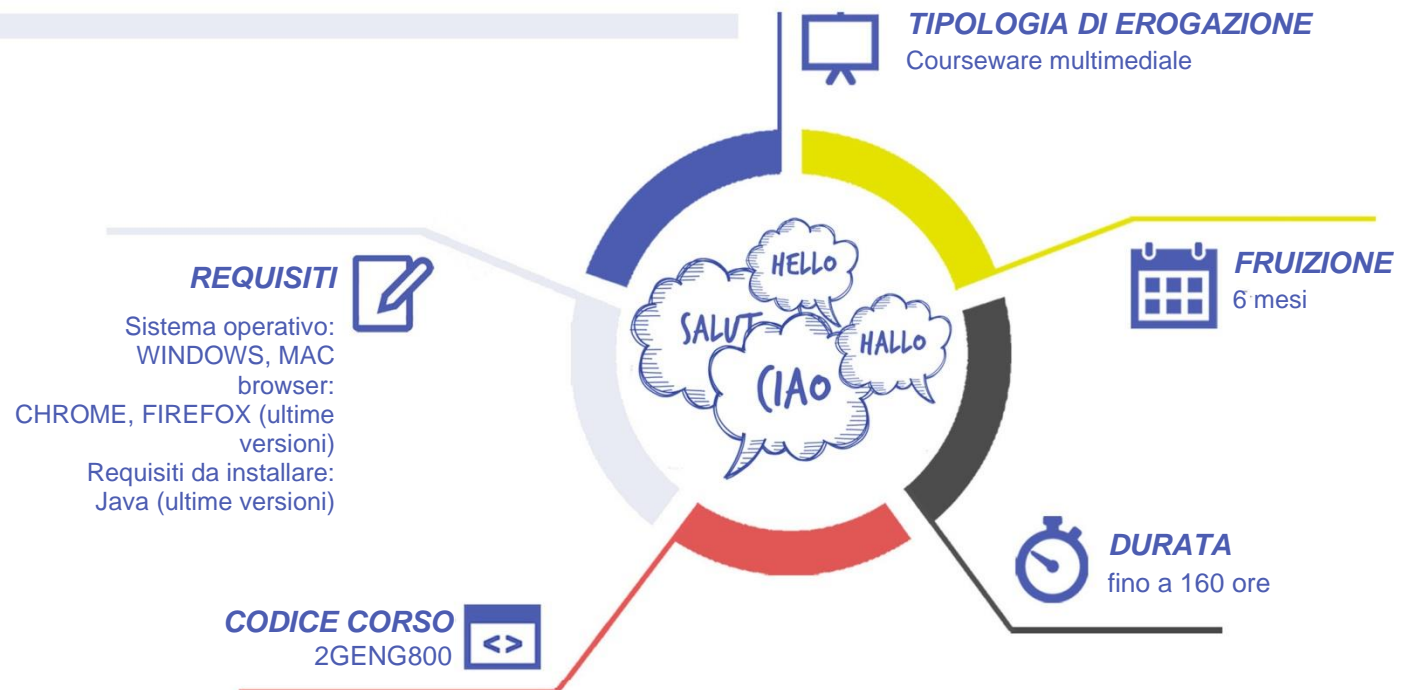 TIPOLOGIA DI EROGAZIONE
Courseware multimediale
HELLO
SALUT
HALLO
CIAO
REQUISITI
Sistema operativo:
WINDOWS, MAC
browser:
CHROME, FIREFOX (ultime
versioni)
Requisiti da installare:
Java (ultime versioni)
FRUIZIONE
6 mesi
DURATA
fino a 160 ore
CODICE CORSO
2GENG800
<>